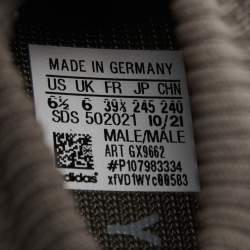 MADE IN GERMANY
US UK FR JP CHN
6½ 6 39⅓ 245 240
SDS 502021 10/21
MALE/MÂLE
ART GX9662
#P107983334
adidas xfVD1WYc00583